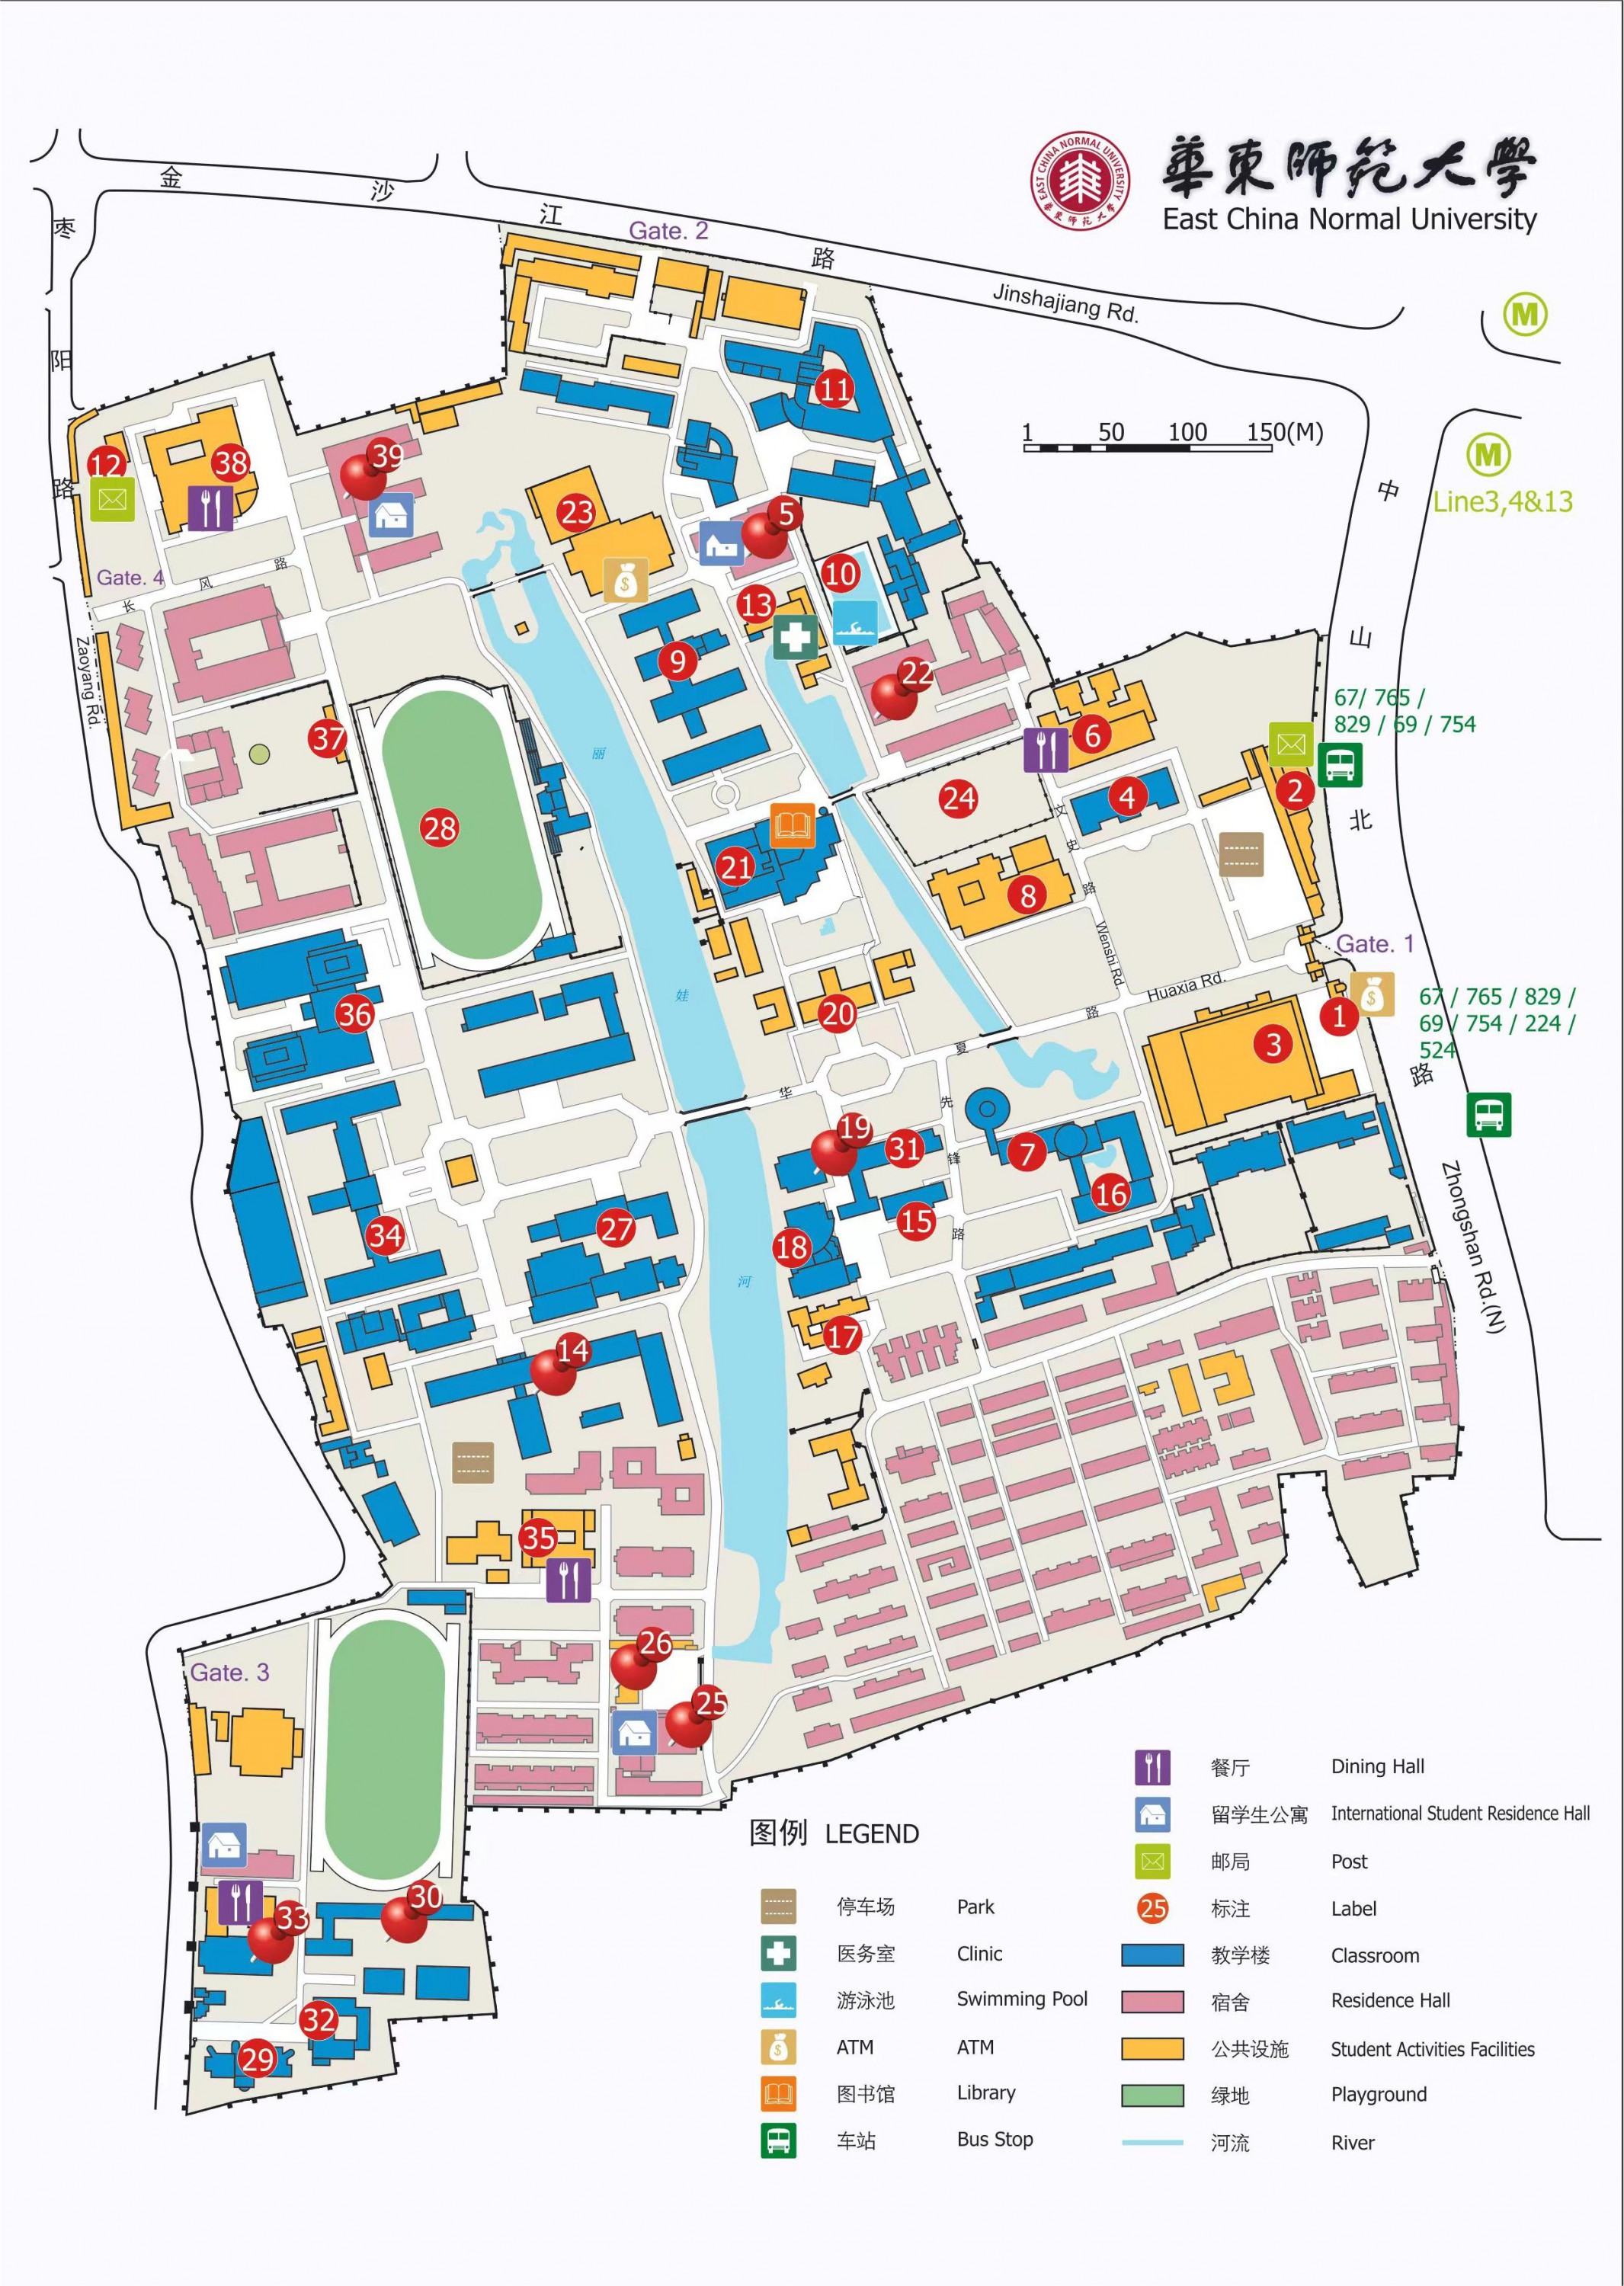 華東師範大學
East China Normal University
EAST CHINA NORMAL UNIVERSITY
華東師範大學
金
沙
江
路
Jinshajiang Rd.
Gate. 2
枣
阳
路
Zaoyang Rd.
M
M
Line3,4&13
1 50 100 150(M)
中
山
北
路
Zhongshan Rd.(N)
11
12
38
39
23
5
10
13
9
22
Gate. 4
长
风
路
37
28
丽
娃
河
21
24
6
4
2
67/ 765 /
829 / 69 / 754
8
文
史
路
Wenshi Rd.
Gate. 1
Huaxia Rd.
华
夏
路
20
36
3
1
67 / 765 / 829 /
69 / 754 / 224 /
524
先
锋
路
19
31
7
16
15
18
17
34
27
14
35
26
25
Gate. 3
30
33
32
29
$
$
图例 LEGEND
停车场 Park
医务室 Clinic
游泳池 Swimming Pool
$ ATM ATM
图书馆 Library
车站 Bus Stop
餐厅 Dining Hall
留学生公寓 International Student Residence Hall
邮局 Post
25 标注 Label
教学楼 Classroom
宿舍 Residence Hall
公共设施 Student Activities Facilities
绿地 Playground
河流 River